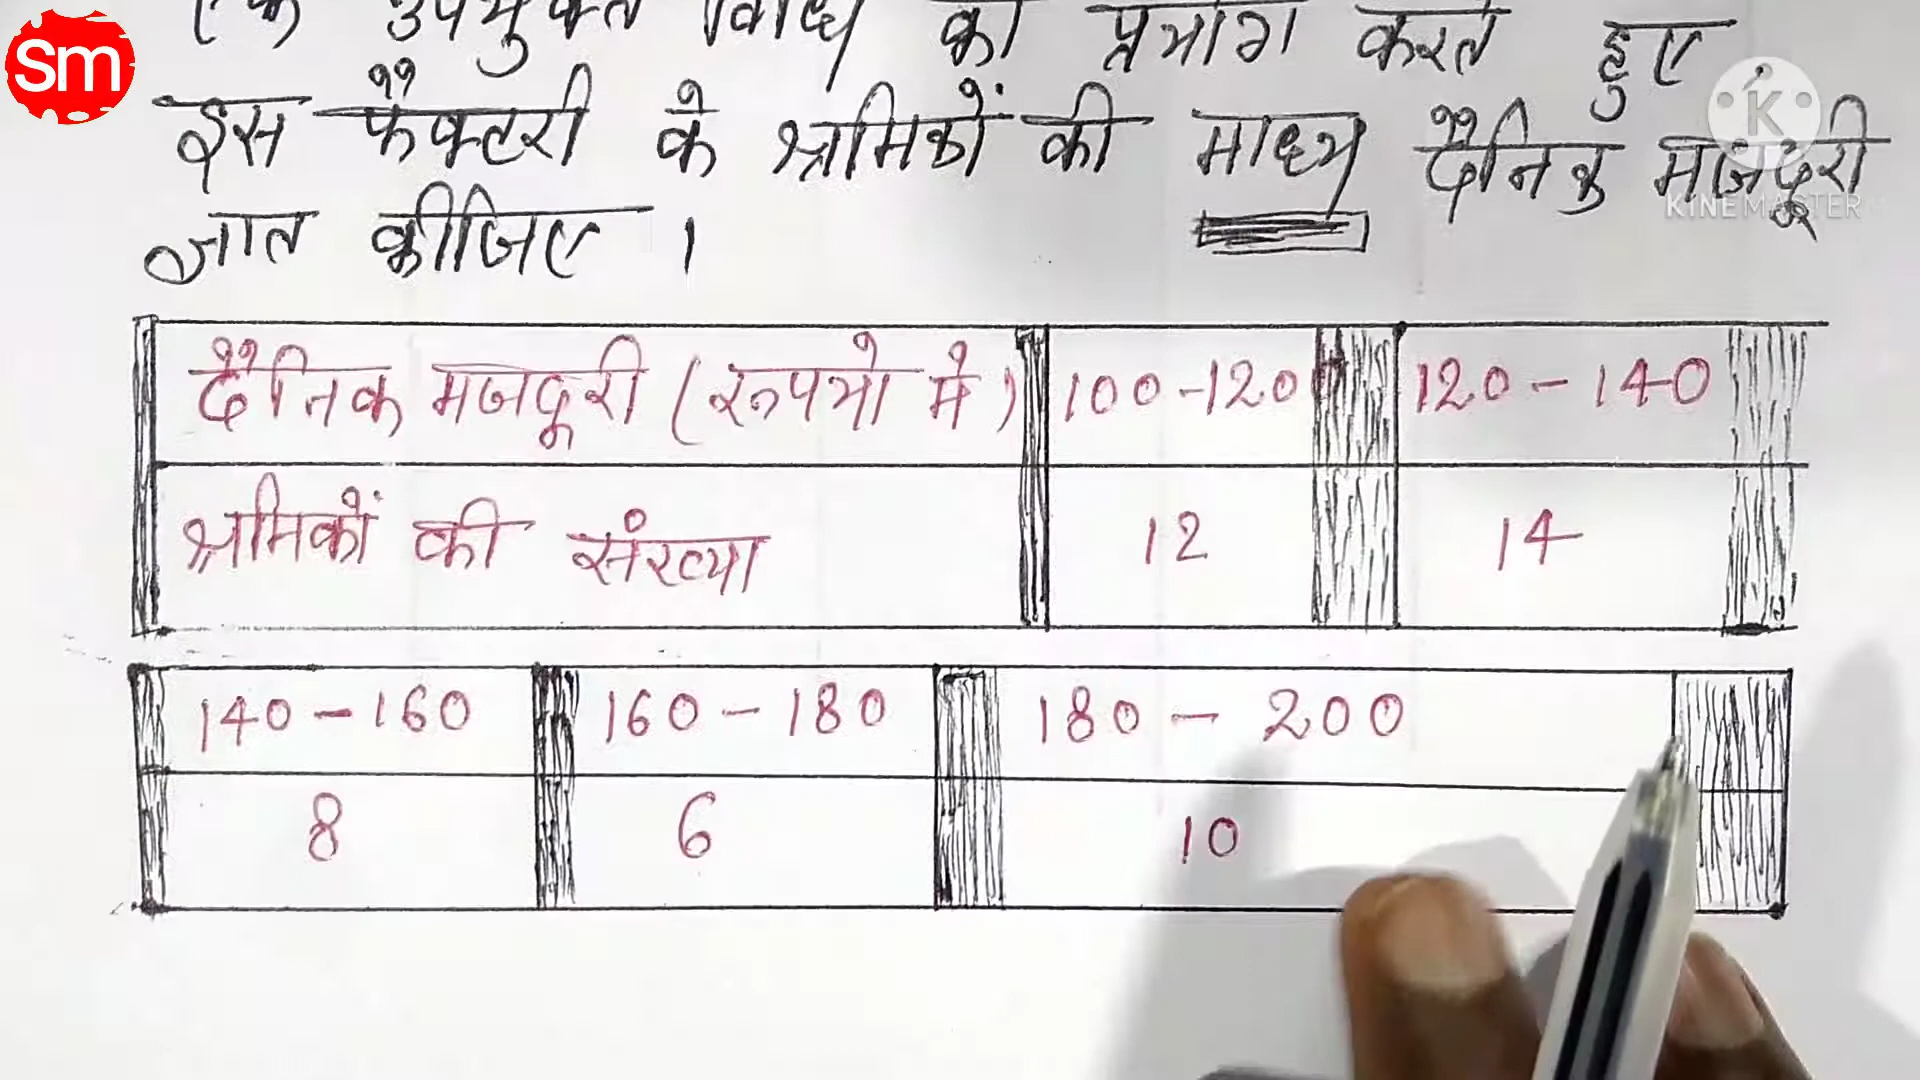 Sm
एक उपयुक्त विधि का प्रयोग करते हुए
इस फैक्टरी के श्रमिकों की माध्य दैनिक मजदूरी
ज्ञात कीजिए ।
K
KINEMASTER
दैनिक मजदूरी (रूपयो मे) 100-120 120-140
श्रमिकों की संख्या 12 14
140-160 160-180 180-200
8 6 10